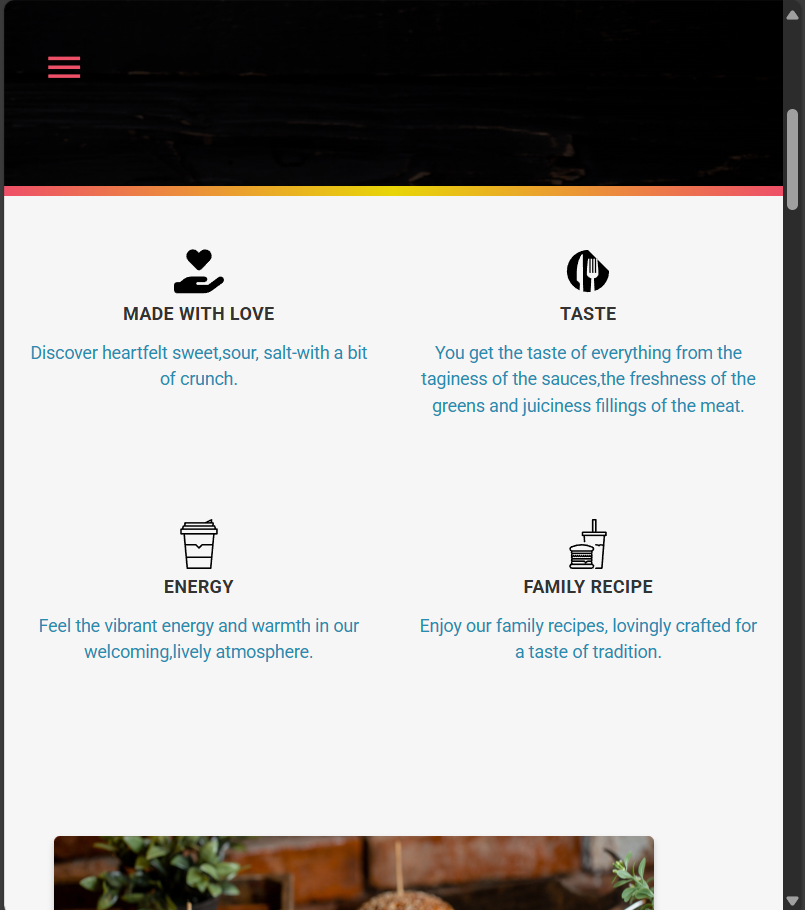 MADE WITH LOVE
Discover heartfelt sweet,sour, salt-with a bit
of crunch.
TASTE
You get the taste of everything from the
taginess of the sauces,the freshness of the
greens and juiciness fillings of the meat.
ENERGY
Feel the vibrant energy and warmth in our
welcoming,lively atmosphere.
FAMILY RECIPE
Enjoy our family recipes, lovingly crafted for
a taste of tradition.